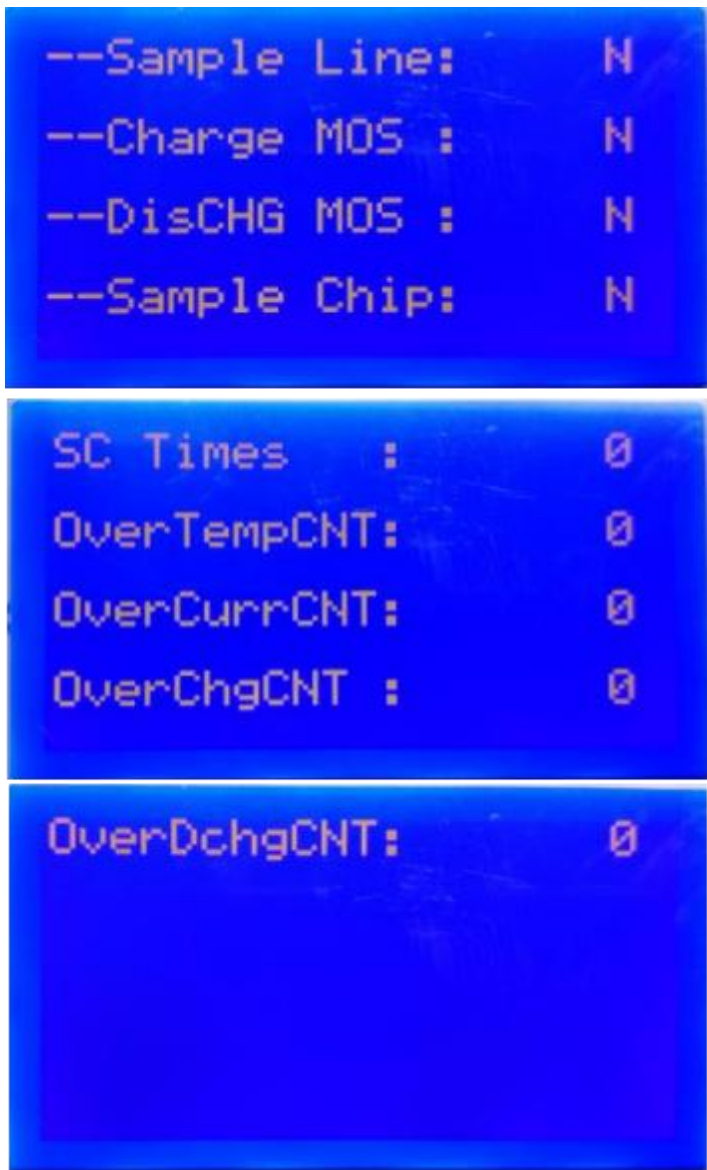 --Sample Line: N
--Charge MOS : N
--DisCHG MOS : N
--Sample Chip: N
SC Times : 0
OverTempCNT: 0
OverCurrCNT: 0
OverChgCNT : 0
OverDchgCNT: 0